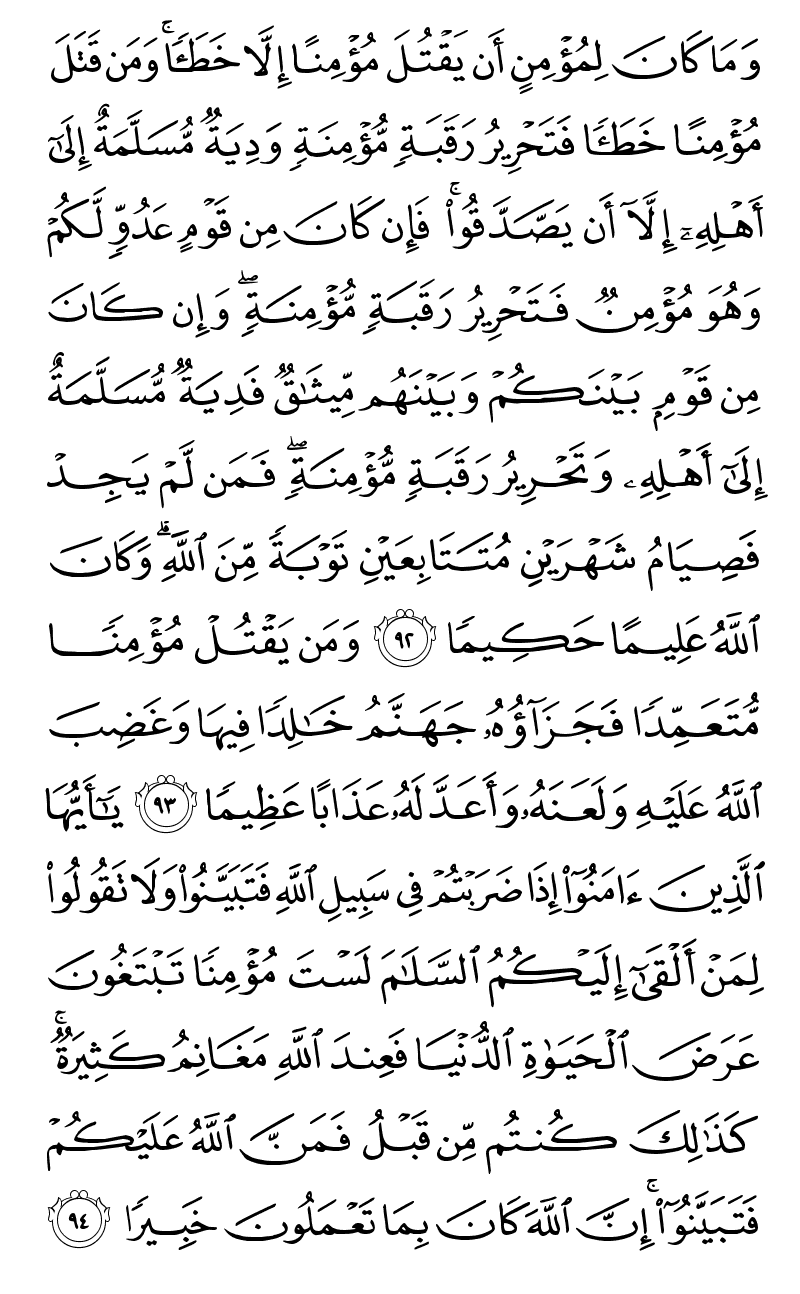 وَمَا كَانَ لِمُؤْمِنٍ أَن يَقْتُلَ مُؤْمِنًا إِلَّا خَطَـًٔاۚ وَمَن قَتَلَ
مُؤْمِنًا خَطَـًٔا فَتَحْرِيرُ رَقَبَةٍ مُّؤْمِنَةٍ وَدِيَةٌ مُّسَلَّمَةٌ إِلَىٰٓ
أَهْلِهِۦٓ إِلَّآ أَن يَصَّدَّقُوا۟ۚ فَإِن كَانَ مِن قَوْمٍ عَدُوٍّ لَّكُمْ
وَهُوَ مُؤْمِنٌ فَتَحْرِيرُ رَقَبَةٍ مُّؤْمِنَةٍۖ وَإِن كَانَ
مِن قَوْمٍۭ بَيْنَكُمْ وَبَيْنَهُم مِّيثَـٰقٌ فَدِيَةٌ مُّسَلَّمَةٌ
إِلَىٰٓ أَهْلِهِۦ وَتَحْرِيرُ رَقَبَةٍ مُّؤْمِنَةٍۖ فَمَن لَّمْ يَجِدْ
فَصِيَامُ شَهْرَيْنِ مُتَتَابِعَيْنِ تَوْبَةً مِّنَ ٱللَّهِۗ وَكَانَ
ٱللَّهُ عَلِيمًا حَكِيمًا ٩٢ وَمَن يَقْتُلْ مُؤْمِنًا
مُّتَعَمِّدًا فَجَزَآؤُهُۥ جَهَنَّمُ خَـٰلِدًا فِيهَا وَغَضِبَ
ٱللَّهُ عَلَيْهِ وَلَعَنَهُۥ وَأَعَدَّ لَهُۥ عَذَابًا عَظِيمًا ٩٣ يَـٰٓأَيُّهَا
ٱلَّذِينَ ءَامَنُوٓا۟ إِذَا ضَرَبْتُمْ فِى سَبِيلِ ٱللَّهِ فَتَبَيَّنُوا۟ وَلَا تَقُولُوا۟
لِمَنْ أَلْقَىٰٓ إِلَيْكُمُ ٱلسَّلَـٰمَ لَسْتَ مُؤْمِنًا تَبْتَغُونَ
عَرَضَ ٱلْحَيَوٰةِ ٱلدُّنْيَا فَعِندَ ٱللَّهِ مَغَانِمُ كَثِيرَةٌۚ
كَذَٰلِكَ كُنتُم مِّن قَبْلُ فَمَنَّ ٱللَّهُ عَلَيْكُمْ
فَتَبَيَّنُوٓا۟ۚ إِنَّ ٱللَّهَ كَانَ بِمَا تَعْمَلُونَ خَبِيرًا ٩٤